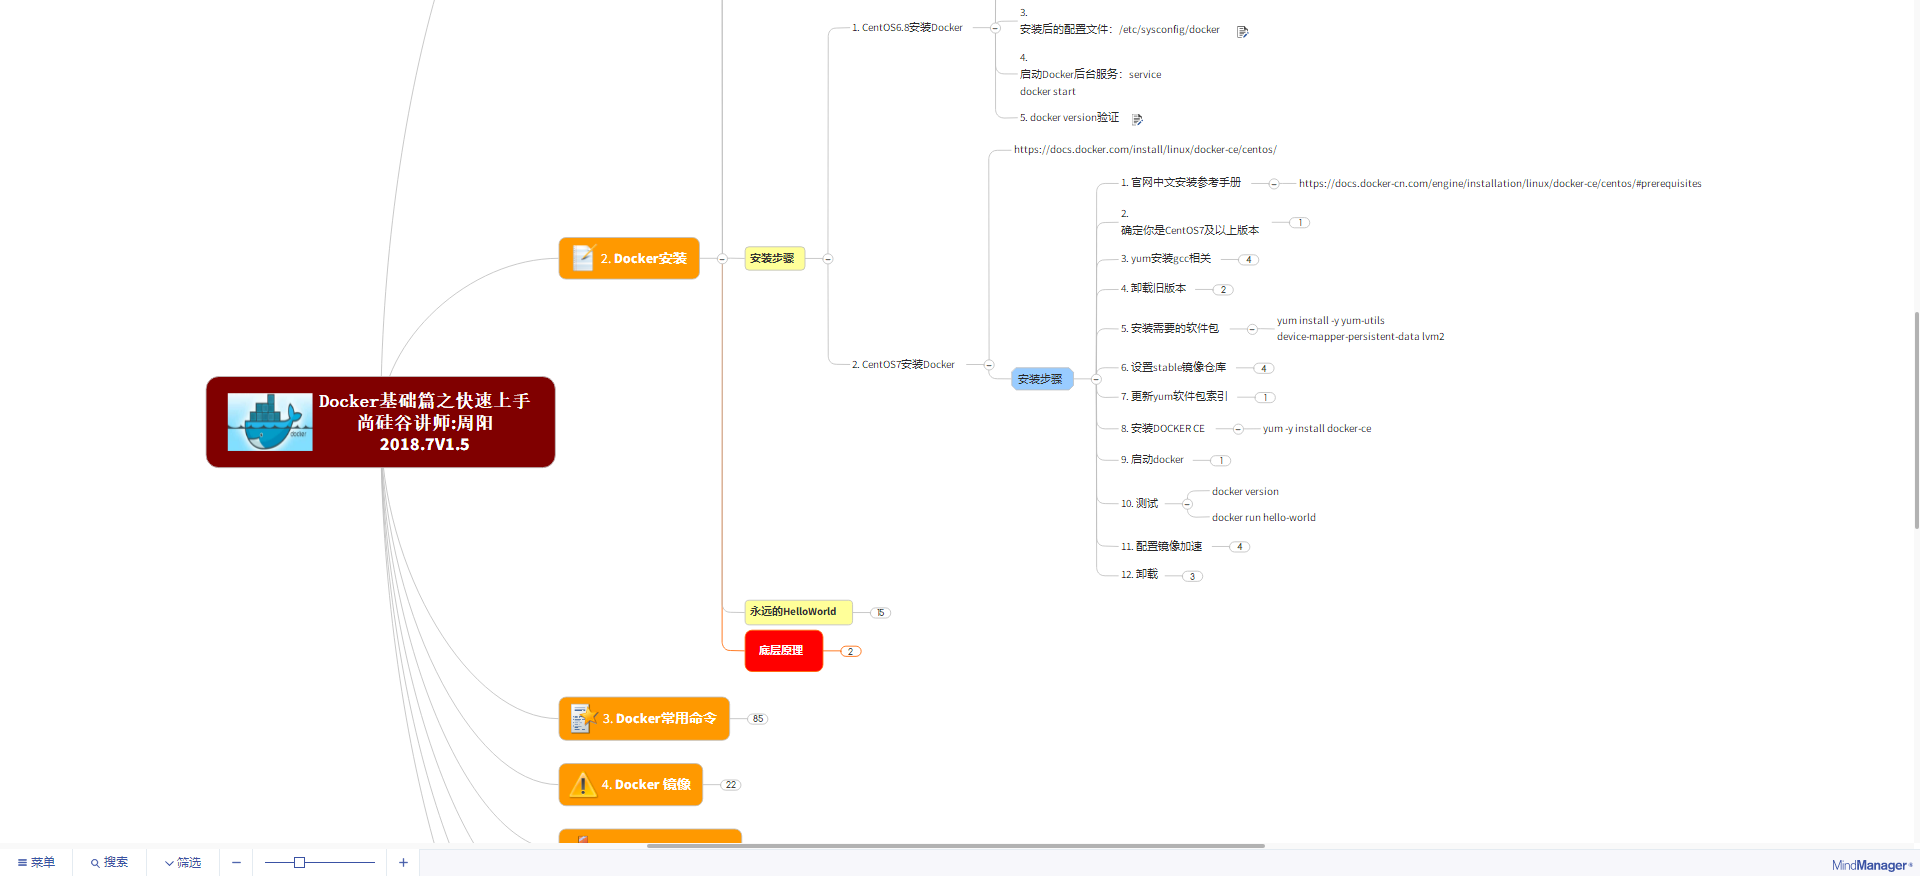 1. CentOS6.8安装Docker
3.
安装后的配置文件：/etc/sysconfig/docker
4.
启动Docker后台服务：service
docker start
5. docker version验证
https://docs.docker.com/install/linux/docker-ce/centos/
1. 官网中文安装参考手册
https://docs.docker-cn.com/engine/installation/linux/docker-ce/centos/#prerequisites
2.
确定你是CentOS7及以上版本
1
3. yum安装gcc相关
4
4. 卸载旧版本
2
5. 安装需要的软件包
yum install -y yum-utils
device-mapper-persistent-data lvm2
2. CentOS7安装Docker
安装步骤
6. 设置stable镜像仓库
4
7. 更新yum软件包索引
1
8. 安装DOCKER CE
yum -y install docker-ce
9. 启动docker
1
10. 测试
docker version
docker run hello-world
11. 配置镜像加速
4
12. 卸载
3
2. Docker安装
安装步骤
Docker基础篇之快速上手
尚硅谷讲师:周阳
2018.7V1.5
docker
永远的HelloWorld
15
底层原理
2
3. Docker常用命令
85
4. Docker 镜像
22
菜单
搜索
筛选
MindManager